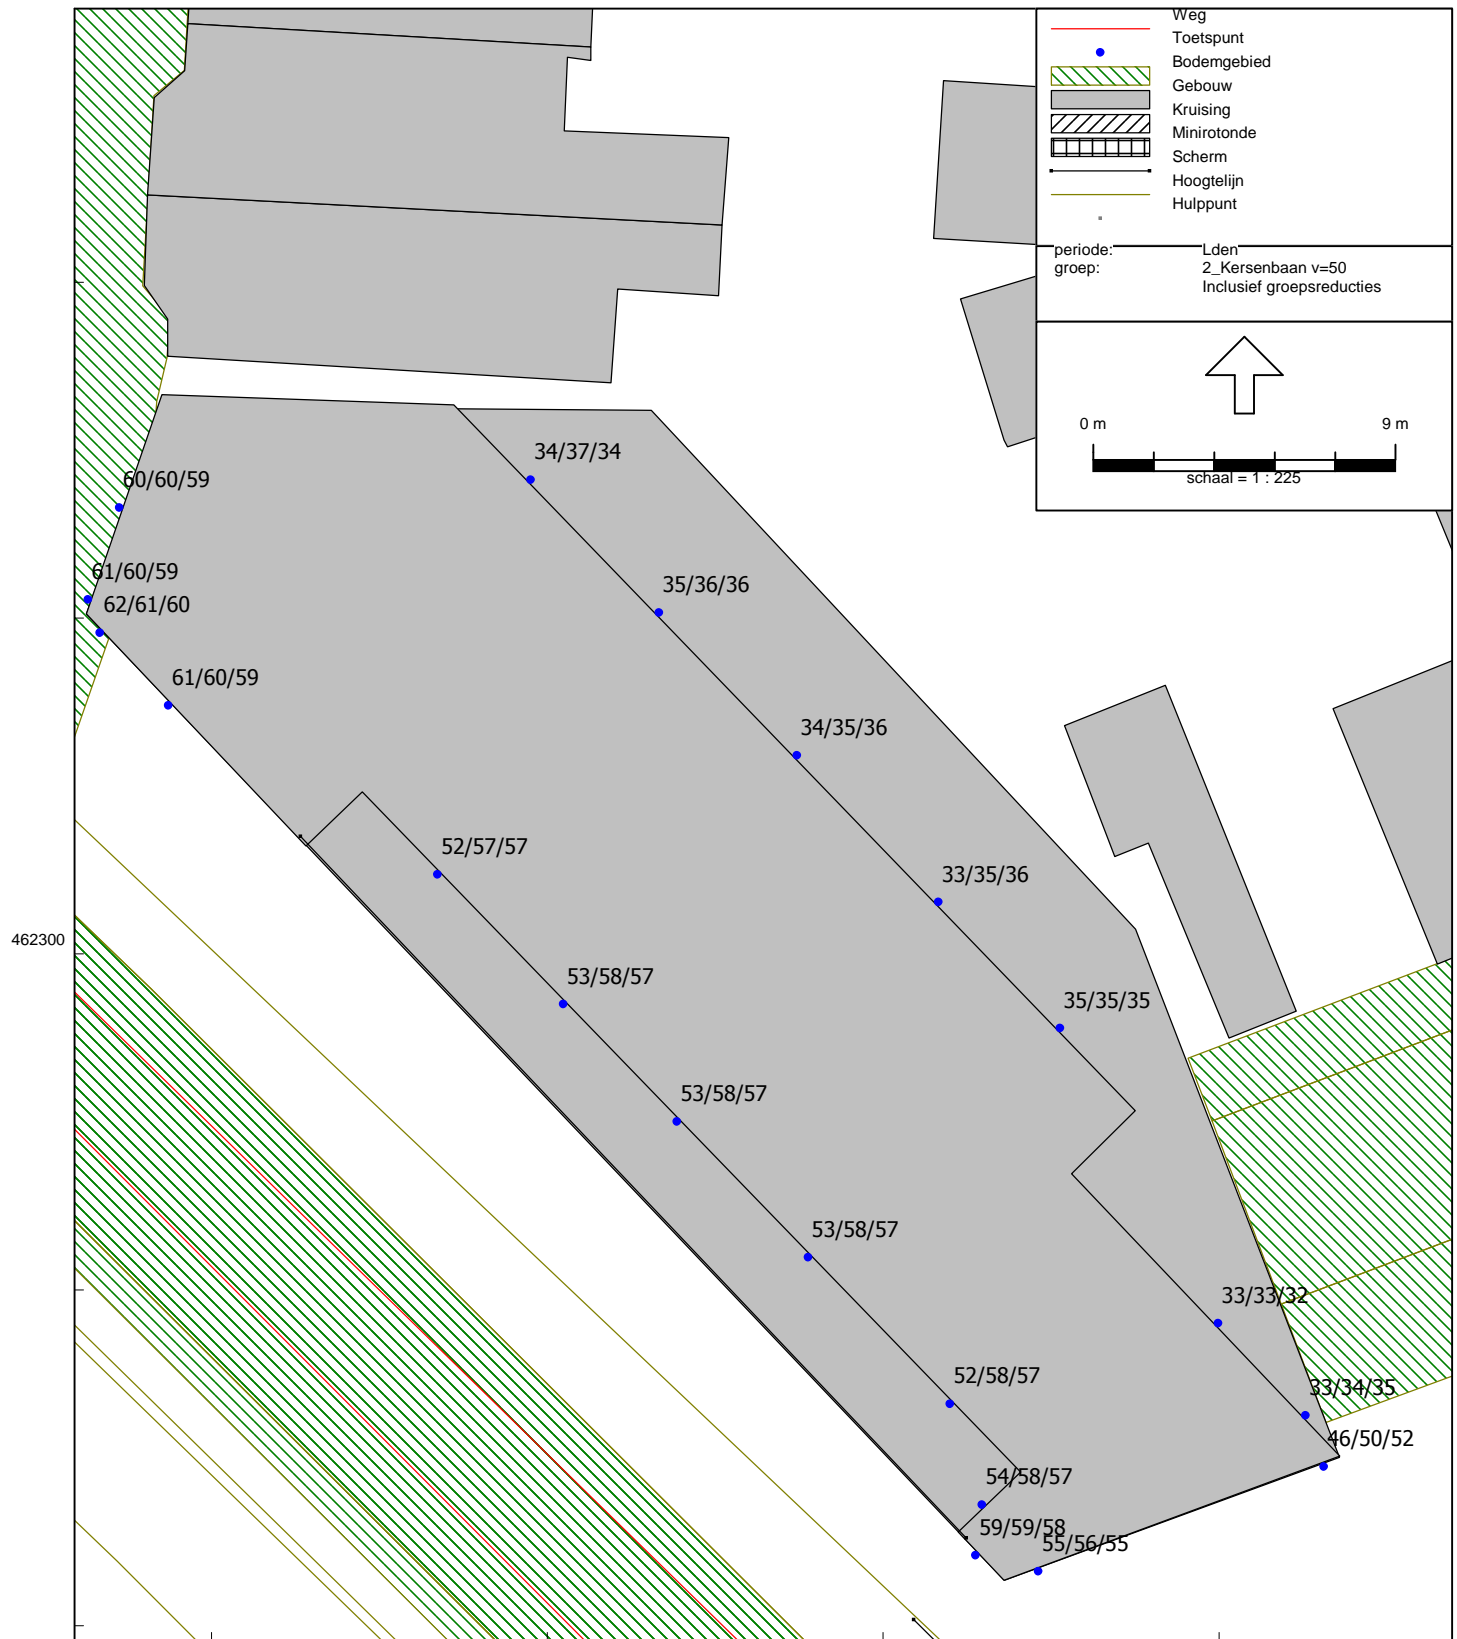 Weg
Toetspunt
Bodemgebied
Gebouw
Kruising
Minirotonde
Scherm
Hoogtelijn
Hulppunt
periode: Lden
groep: 2_Kersenbaan v=50
Inclusief groepsreducties
0 m 9 m
schaal = 1 : 225
34/37/34
60/60/59
61/60/59
62/61/60
35/36/36
61/60/59
34/35/36
52/57/57
33/35/36
462300
53/58/57
35/35/35
53/58/57
53/58/57
33/33/32
52/58/57
33/34/35
46/50/52
54/58/57
59/59/58
55/56/55